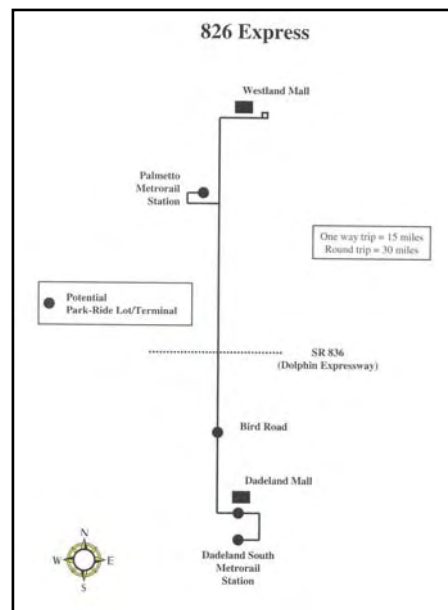 826 Express
Westland Mall
Palmetto
Metrorail
Station
One way trip = 15 miles
Round trip = 30 miles
Potential
Park-Ride Lot/Terminal
SR 836
(Dolphin Expressway)
Bird Road
Dadeland Mall
N
W
E
S
Dadeland South
Metrorail
Station